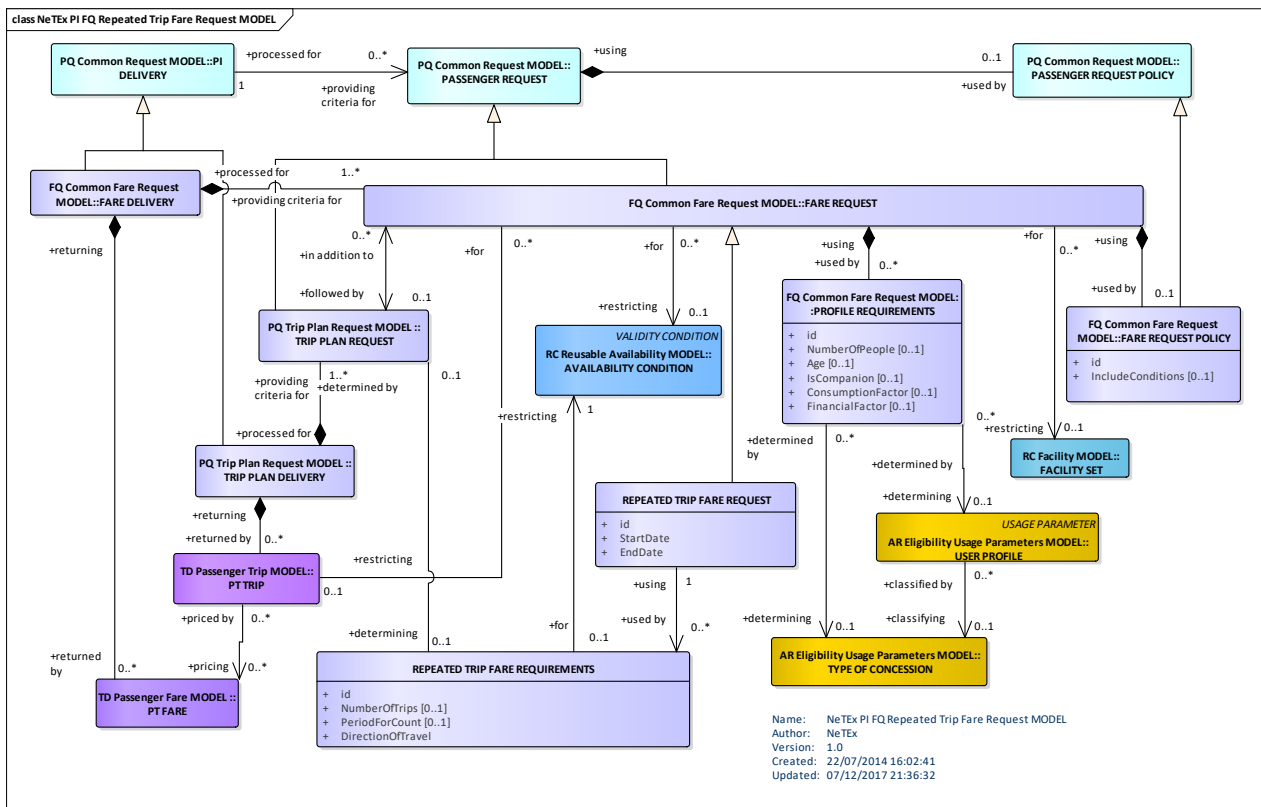 class NeTEx PI FQ Repeated Trip Fare Request MODEL
PQ Common Request MODEL::PI
DELIVERY
+processed for
1
0..*
+providing
criteria for
PQ Common Request MODEL::
PASSENGER REQUEST
+using
0..1
+used by
PQ Common Request MODEL::
PASSENGER REQUEST POLICY
FQ Common Fare Request
MODEL::FARE DELIVERY
+processed for
1..*
+providing criteria for
FQ Common Fare Request MODEL::FARE REQUEST
+returning
0..*
+in addition to
+followed by
0..1
+for
0..*
+for
0..*
+restricting
0..1
+using
+used by
0..*
+for
0..*
+using
+used by
0..1
PQ Trip Plan Request MODEL ::
TRIP PLAN REQUEST
VALIDITY CONDITION
RC Reusable Availability MODEL::
AVAILABILITY CONDITION
FQ Common Fare Request MODEL:
:PROFILE REQUIREMENTS
+ id
+ NumberOfPeople [0..1]
+ Age [0..1]
+ IsCompanion [0..1]
+ ConsumptionFactor [0..1]
+ FinancialFactor [0..1]
FQ Common Fare Request
MODEL::FARE REQUEST POLICY
+ id
+ IncludeConditions [0..1]
+providing
criteria for
1..*
+determined by
0..1
+restricting
1
+processed for
PQ Trip Plan Request MODEL ::
TRIP PLAN DELIVERY
+determined
by
0..*
0..*
+determined by
+restricting
0..1
RC Facility MODEL::
FACILITY SET
+returning
+returned by
0..*
REPEATED TRIP FARE REQUEST
+ id
+ StartDate
+ EndDate
+determining
0..1
USAGE PARAMETER
AR Eligibility Usage Parameters MODEL::
USER PROFILE
TD Passenger Trip MODEL::
PT TRIP
+restricting
0..1
+using
1
+classified by
0..*
+priced by
0..*
+pricing
0..*
+determining
0..1
+for
0..1
+used by
0..*
+determining
0..1
+classifying
0..1
+returned
by
0..*
TD Passenger Fare MODEL ::
PT FARE
REPEATED TRIP FARE REQUIREMENTS
+ id
+ NumberOfTrips [0..1]
+ PeriodForCount [0..1]
+ DirectionOfTravel
AR Eligibility Usage Parameters MODEL::
TYPE OF CONCESSION
Name: NeTEx PI FQ Repeated Trip Fare Request MODEL
Author: NeTEx
Version: 1.0
Created: 22/07/2014 16:02:41
Updated: 07/12/2017 21:36:32